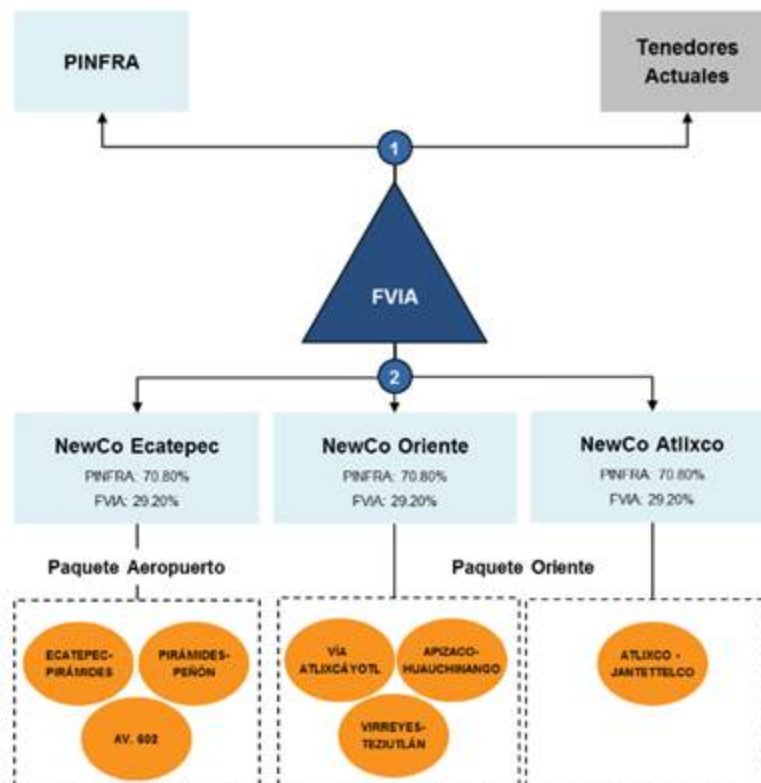 PINFRA
Tenedores
Actuales
1
FVIA
2
NewCo Ecatepec
PINFRA: 70.80%
FVIA: 29.20%
NewCo Oriente
PINFRA: 70.80%
FVIA: 29.20%
NewCo Atlixco
PINFRA: 70.80%
FVIA: 29.20%
Paquete Aeropuerto
Paquete Oriente
ECATEPEC-
PIRÁMIDES
PIRÁMIDES-
PEÑÓN
AV. 602
VÍA
ATLIXCÁYOTL
APIZACO-
HUAUCHINANGO
VIRREYES-
TEZIUTLÁN
ATLIXCO -
JANTETTELCO